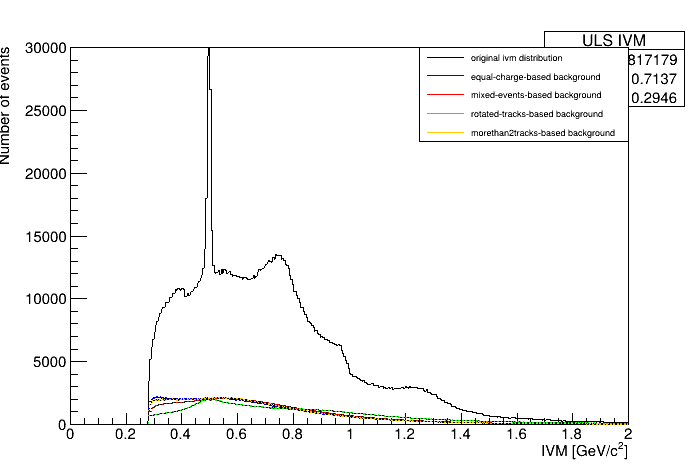 ULS IVM
817179
0.7137
0.2946
original ivm distribution
equal-charge-based background
mixed-events-based background
rotated-tracks-based background
morethan2tracks-based background
Number of events
30000
25000
20000
15000
10000
5000
0
0 0.2 0.4 0.6 0.8 1 1.2 1.4 1.6 1.8 2
IVM [GeV/c²]